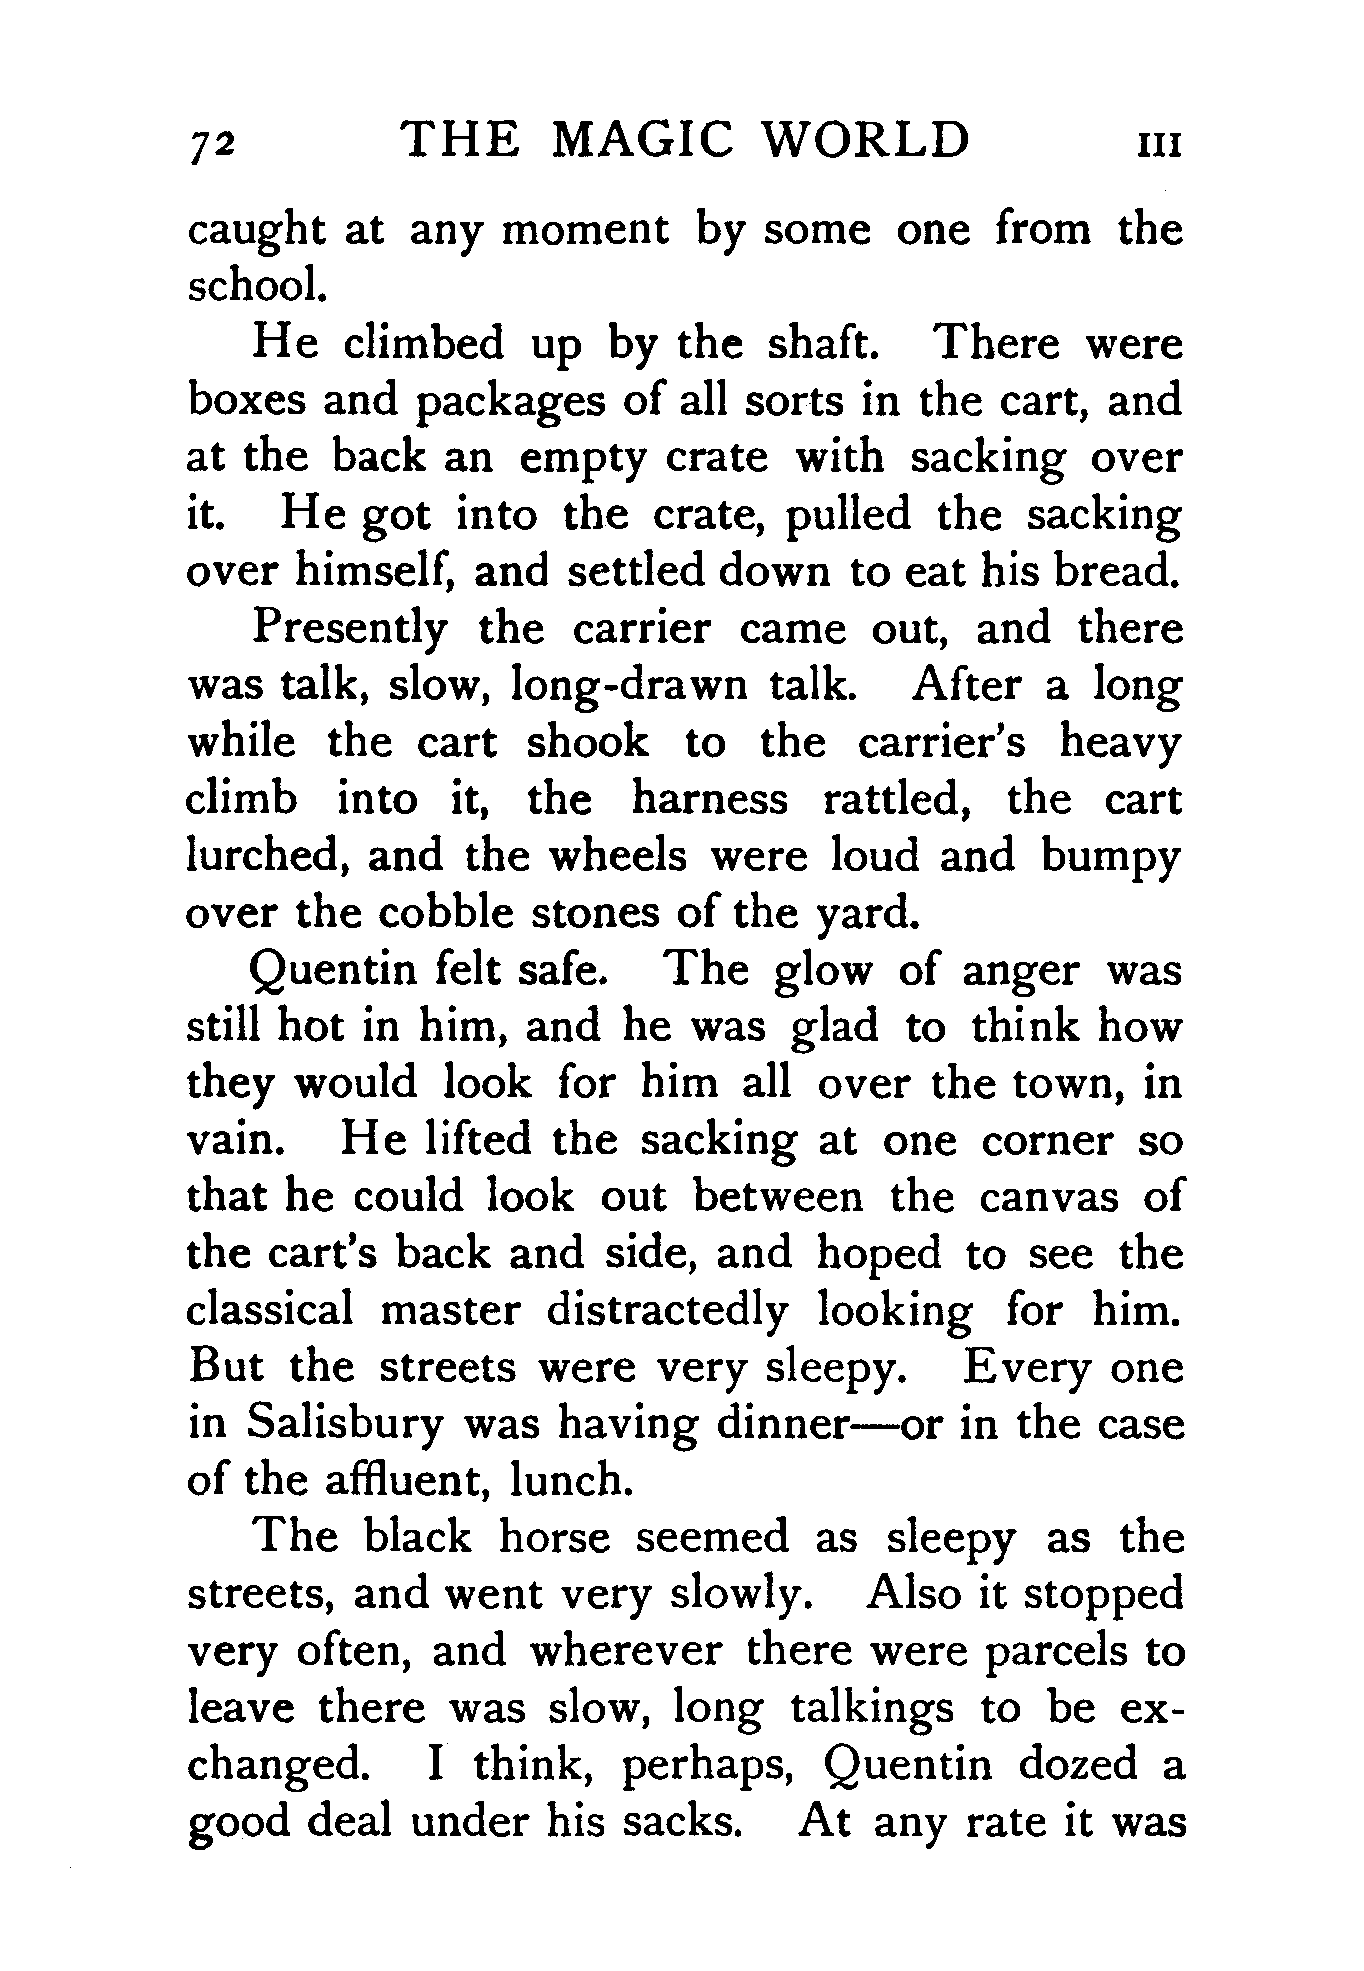 72 THE MAGIC WORLD III
caught at any moment by some one from the
school.
He climbed up by the shaft. There were
boxes and packages of all sorts in the cart, and
at the back an empty crate with sacking over
it. He got into the crate, pulled the sacking
over himself, and settled down to eat his bread.
Presently the carrier came out, and there
was talk, slow, long-drawn talk. After a long
while the cart shook to the carrier's heavy
climb into it, the harness rattled, the cart
lurched, and the wheels were loud and bumpy
over the cobble stones of the yard.
Quentin felt safe. The glow of anger was
still hot in him, and he was glad to think how
they would look for him all over the town, in
vain. He lifted the sacking at one corner so
that he could look out between the canvas of
the cart's back and side, and hoped to see the
classical master distractedly looking for him.
But the streets were very sleepy. Every one
in Salisbury was having dinner—or in the case
of the affluent, lunch.
The black horse seemed as sleepy as the
streets, and went very slowly. Also it stopped
very often, and wherever there were parcels to
leave there was slow, long talkings to be ex-
changed. I think, perhaps, Quentin dozed a
good deal under his sacks. At any rate it was